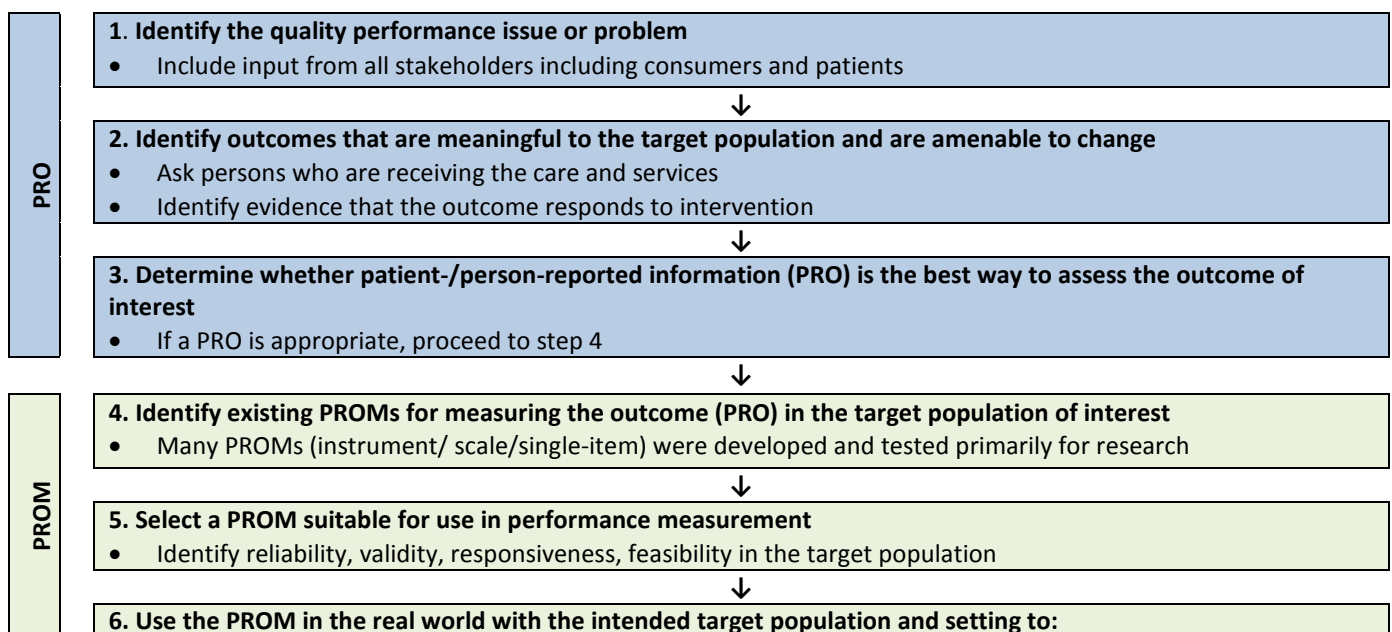 PRO
1. Identify the quality performance issue or problem
• Include input from all stakeholders including consumers and patients
↓
2. Identify outcomes that are meaningful to the target population and are amenable to change
• Ask persons who are receiving the care and services
• Identify evidence that the outcome responds to intervention
↓
3. Determine whether patient-/person-reported information (PRO) is the best way to assess the outcome of
interest
• If a PRO is appropriate, proceed to step 4
↓
PROM
4. Identify existing PROMs for measuring the outcome (PRO) in the target population of interest
• Many PROMs (instrument/ scale/single-item) were developed and tested primarily for research
↓
5. Select a PROM suitable for use in performance measurement
• Identify reliability, validity, responsiveness, feasibility in the target population
↓
6. Use the PROM in the real world with the intended target population and setting to: